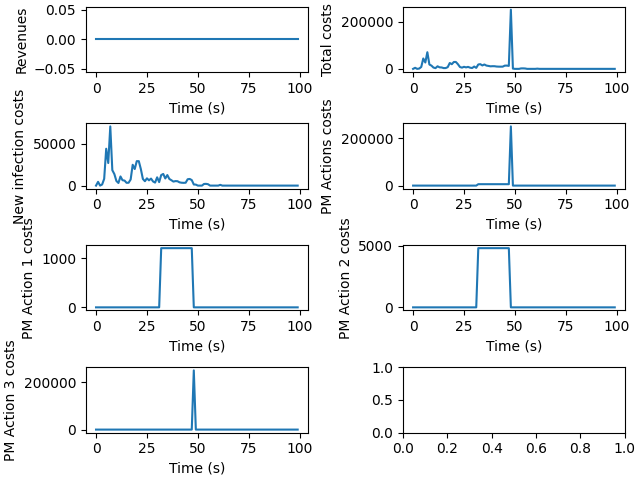 Revenues
0.05
0.00
−0.05
0 25 50 75 100
Time (s)
Total costs
200000
0
0 25 50 75 100
Time (s)
New infection costs
50000
0
0 25 50 75 100
Time (s)
PM Actions costs
200000
0
0 25 50 75 100
Time (s)
PM Action 1 costs
1000
0
0 25 50 75 100
Time (s)
PM Action 2 costs
5000
0
0 25 50 75 100
Time (s)
PM Action 3 costs
200000
0
0 25 50 75 100
Time (s)
1.0
0.5
0.0
0.0 0.2 0.4 0.6 0.8 1.0